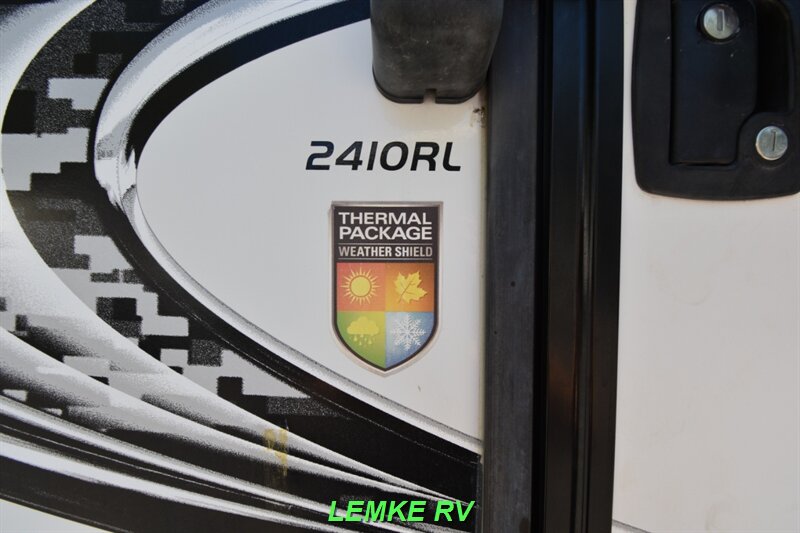 2410RL
THERMAL
PACKAGE
WEATHER SHIELD
LEMKE RV